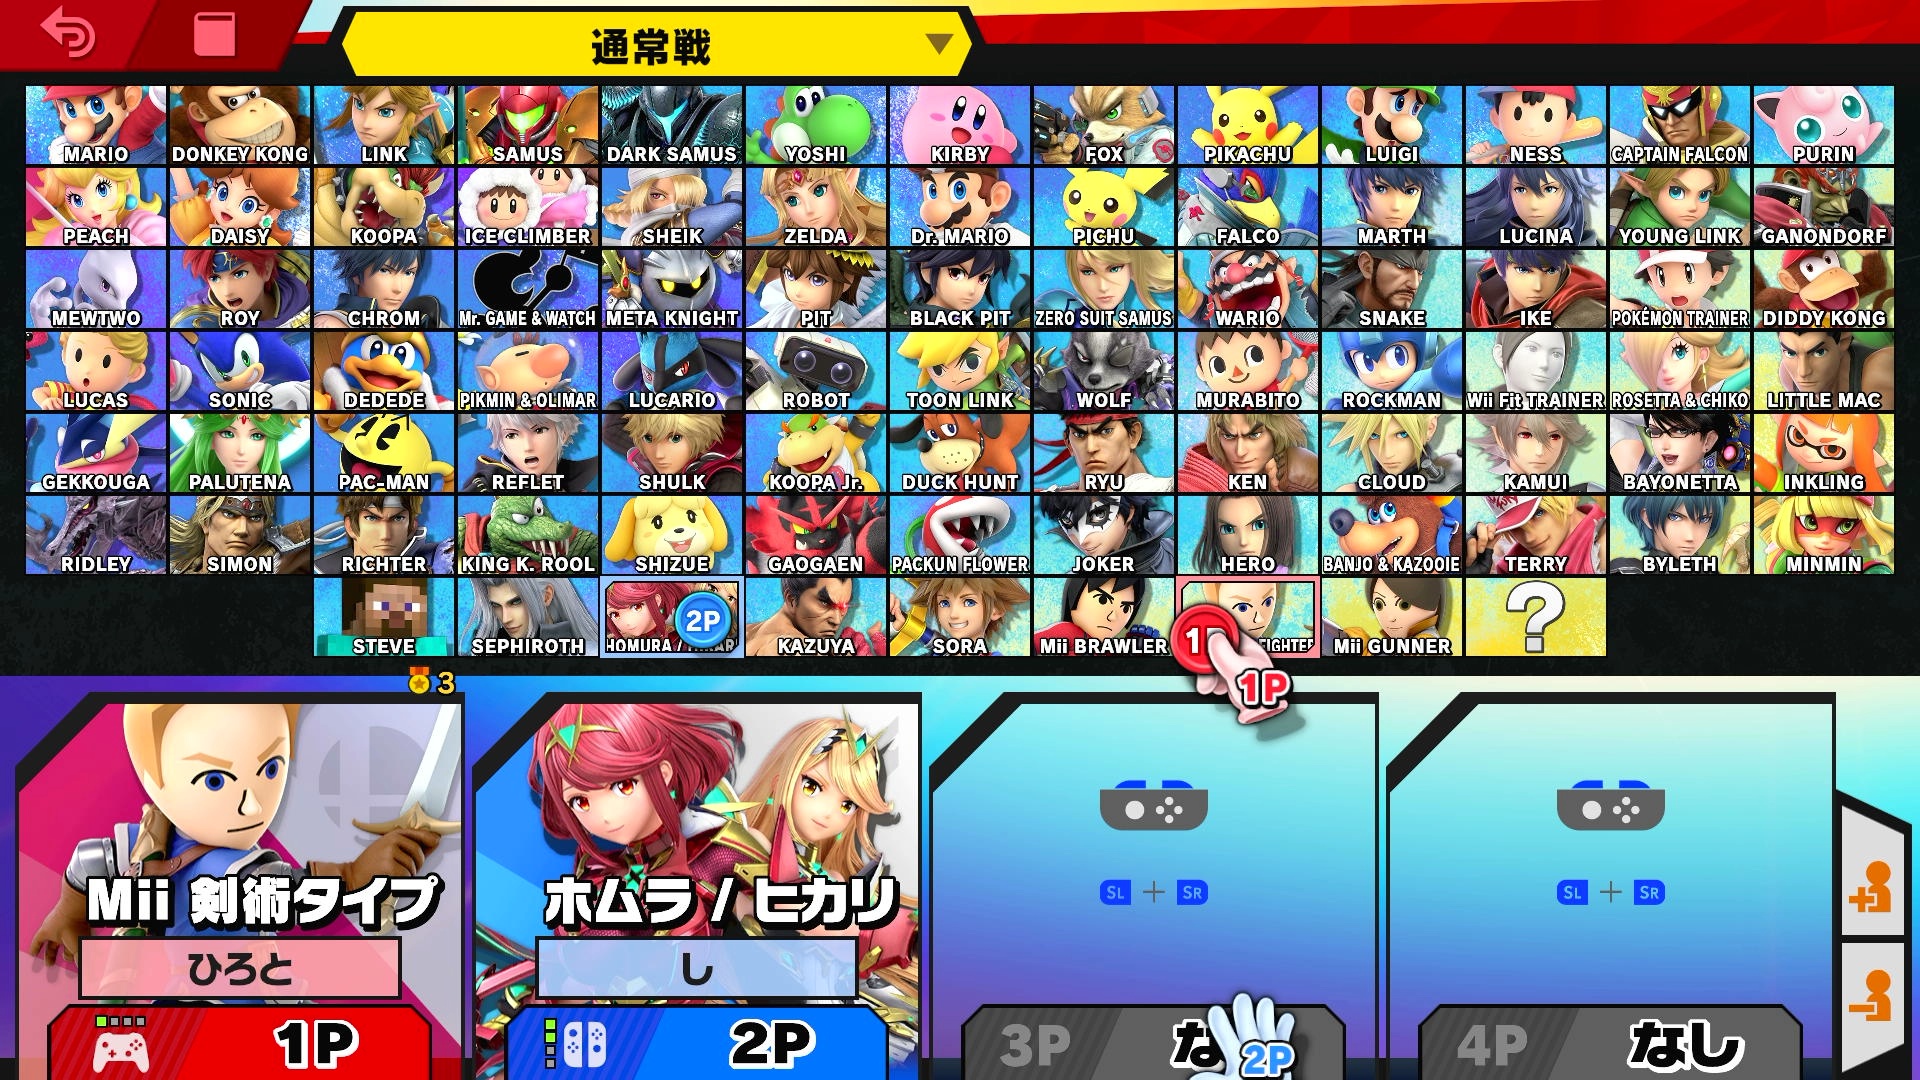 通常戦
MARIO
DONKEY KONG
LINK
SAMUS
DARK SAMUS
YOSHI
KIRBY
FOX
PIKACHU
LUIGI
NESS
CAPTAIN FALCON
PURIN
PEACH
DAISY
KOOPA
ICE CLIMBER
SHEIK
ZELDA
Dr. MARIO
PICHU
FALCO
MARTH
LUCINA
YOUNG LINK
GANONDORF
MEWTWO
ROY
CHROM
Mr. GAME & WATCH
META KNIGHT
PIT
BLACK PIT
ZERO SUIT SAMUS
WARIO
SNAKE
IKE
POKÉMON TRAINER
DIDDY KONG
LUCAS
SONIC
DEDEDE
PIKMIN & OLIMAR
LUCARIO
ROBOT
TOON LINK
WOLF
MURABITO
ROCKMAN
Wii Fit TRAINER
ROSETTA & CHIKO
LITTLE MAC
GEKKOUGA
PALUTENA
PAC-MAN
REFLET
SHULK
KOOPA Jr.
DUCK HUNT
RYU
KEN
CLOUD
KAMUI
BAYONETTA
INKLING
RIDLEY
SIMON
RICHTER
KING K. ROOL
SHIZUE
GAOGAEN
PACKUN FLOWER
JOKER
HERO
BANJO & KAZOOIE
TERRY
BYLETH
MINMIN
STEVE
SEPHIROTH
HOMURA /
2P
KAZUYA
SORA
Mii BRAWLER
FIGHTER
Mii GUNNER
?
1P
3
Mii 剣術タイプ
ひろと
1P
ホムラ / ヒカリ
し
2P
SL + SR
3P
な
2P
SL + SR
4P なし